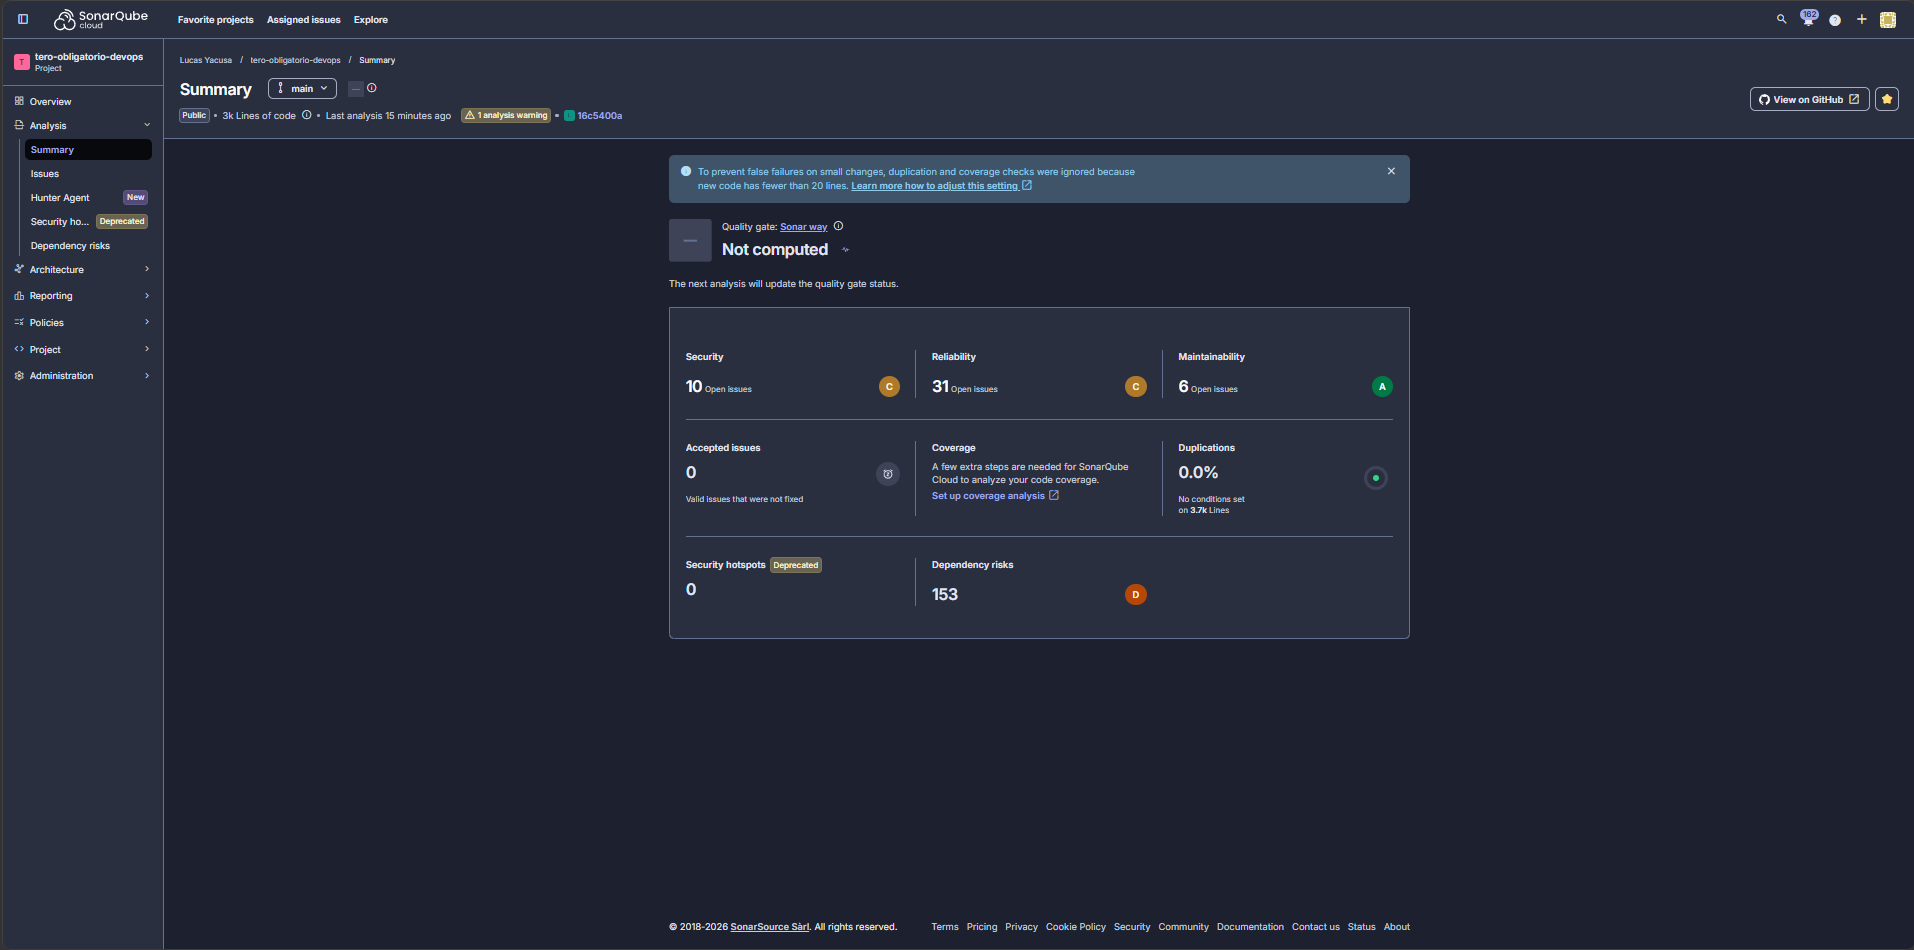 SonarQube cloud
Favorite projects Assigned issues Explore
162
T
tero-obligatorio-devops
Project
Overview
Analysis
Summary
Issues
Hunter Agent New
Security ho... Deprecated
Dependency risks
Architecture
Reporting
Policies
Project
Administration
Lucas Yacusa / tero-obligatorio-devops / Summary
Summary main
Public • 3k Lines of code • Last analysis 15 minutes ago 1 analysis warning • 16c5400a
View on GitHub
To prevent false failures on small changes, duplication and coverage checks were ignored because
new code has fewer than 20 lines. Learn more how to adjust this setting
Quality gate: Sonar way
Not computed
The next analysis will update the quality gate status.
Security
10 Open issues C
Reliability
31 Open issues C
Maintainability
6 Open issues A
Accepted issues
0
Valid issues that were not fixed
Coverage
A few extra steps are needed for SonarQube
Cloud to analyze your code coverage.
Set up coverage analysis
Duplications
0.0%
No conditions set
on 3.7k Lines
Security hotspots Deprecated
0
Dependency risks
153 D
© 2018-2026 SonarSource Sàrl. All rights reserved. Terms Pricing Privacy Cookie Policy Security Community Documentation Contact us Status About